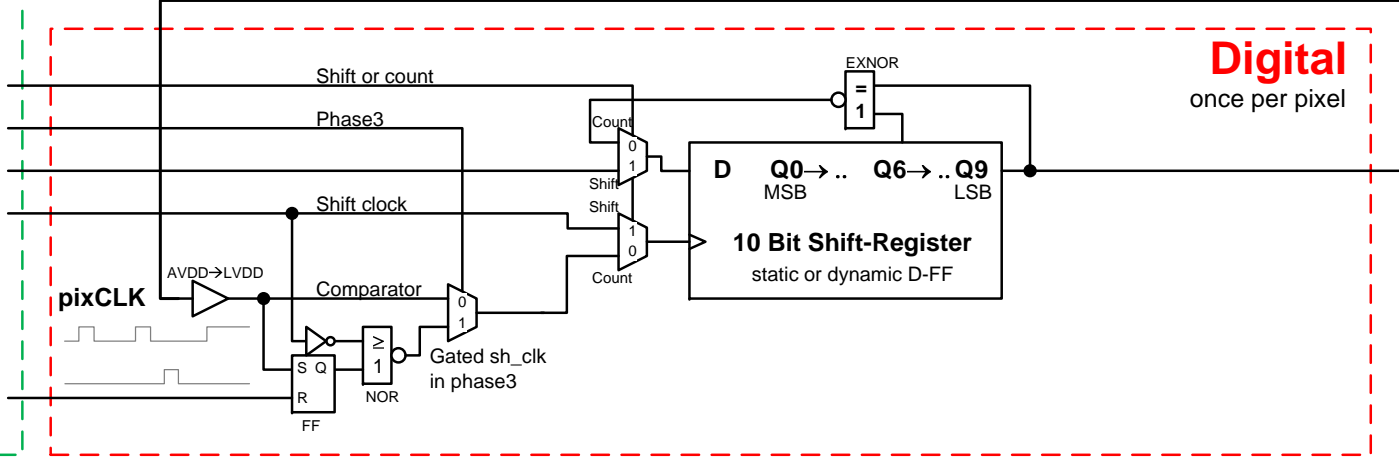 Digital
once per pixel
EXNOR
=
1
Shift or count
Phase3
Count
0
1
Shift
D Q0→ .. Q6→ .. Q9
MSB LSB
Shift clock
Shift
1
0
Count
10 Bit Shift-Register
static or dynamic D-FF
AVDD→LVDD
pixCLK
Comparator
0
1
Gated sh_clk
in phase3
≥
1
NOR
S Q
R
FF